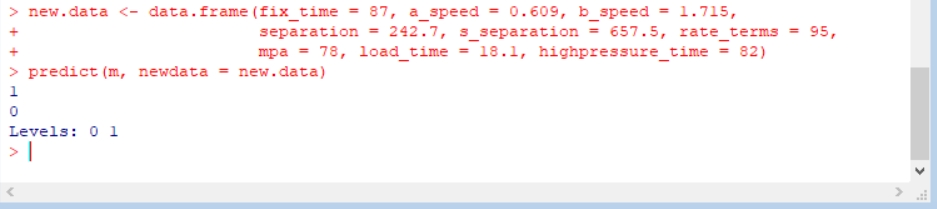 > new.data <- data.frame(fix_time = 87, a_speed = 0.609, b_speed = 1.715,
+                        separation = 242.7, s_separation = 657.5, rate_terms = 95,
+                        mpa = 78, load_time = 18.1, highpressure_time = 82)
> predict(m, newdata = new.data)
1
0
Levels: 0 1
>